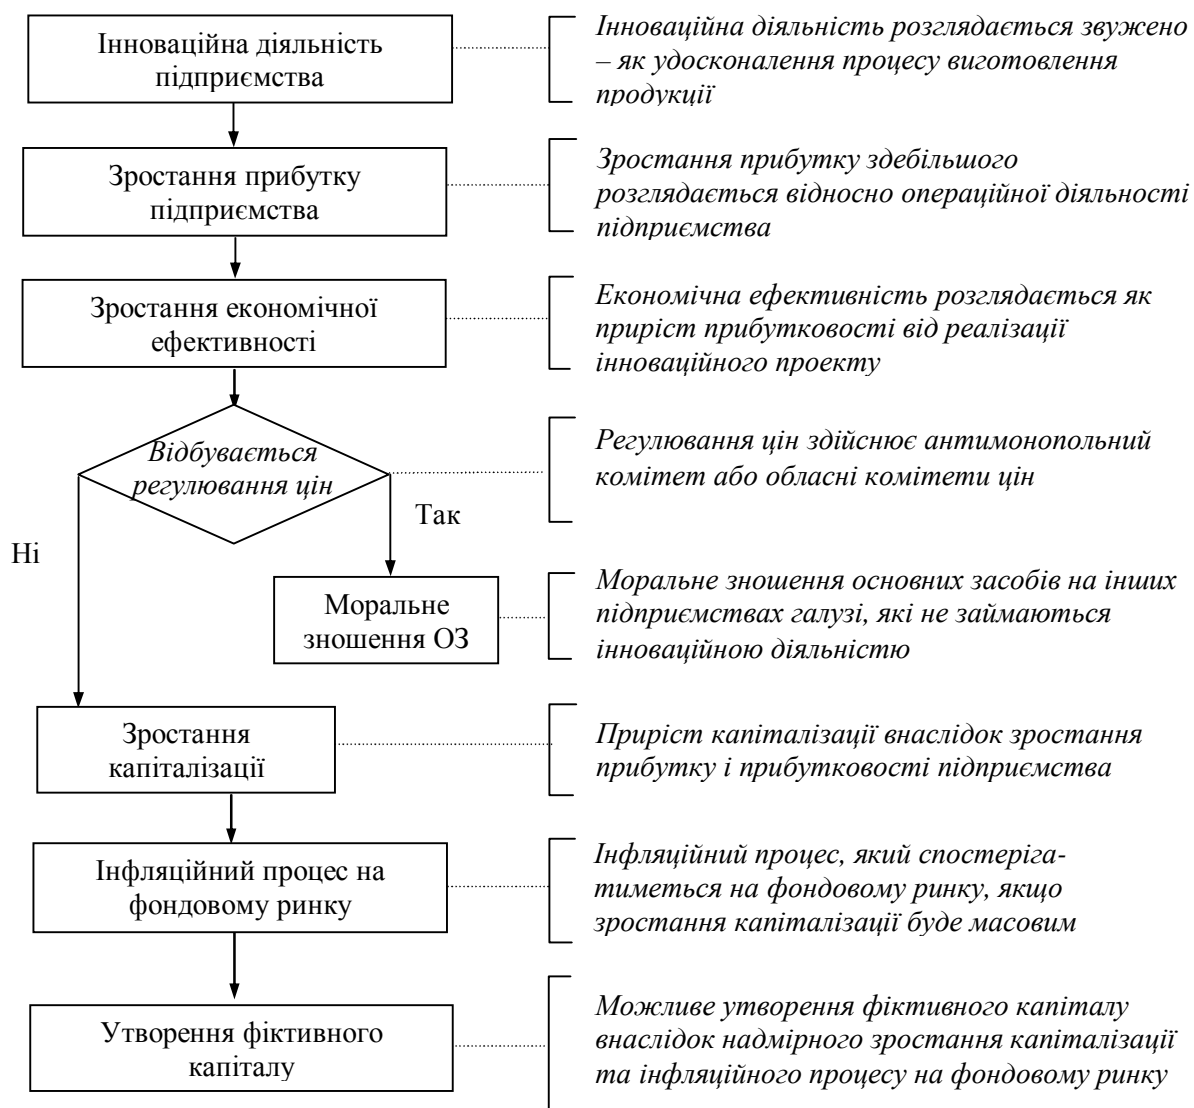 Інноваційна діяльність
підприємства
Інноваційна діяльність розглядається звужено
– як удосконалення процесу виготовлення
продукції
Зростання прибутку
підприємства
Зростання прибутку здебільшого
розглядається відносно операційної діяльності
підприємства
Зростання економічної
ефективності
Економічна ефективність розглядається як
приріст прибутковості від реалізації
інноваційного проекту
Відбувається
регулювання цін
Регулювання цін здійснює антимонопольний
комітет або обласні комітети цін
Так
Ні
Моральне
зношення ОЗ
Моральне зношення основних засобів на інших
підприємствах галузі, які не займаються
інноваційною діяльністю
Зростання
капіталізації
Приріст капіталізації внаслідок зростання
прибутку і прибутковості підприємства
Інфляційний процес на
фондовому ринку
Інфляційний процес, який спостеріга-
тиметься на фондовому ринку, якщо
зростання капіталізації буде масовим
Утворення фіктивного
капіталу
Можливе утворення фіктивного капіталу
внаслідок надмірного зростання капіталізації
та інфляційного процесу на фондовому ринку